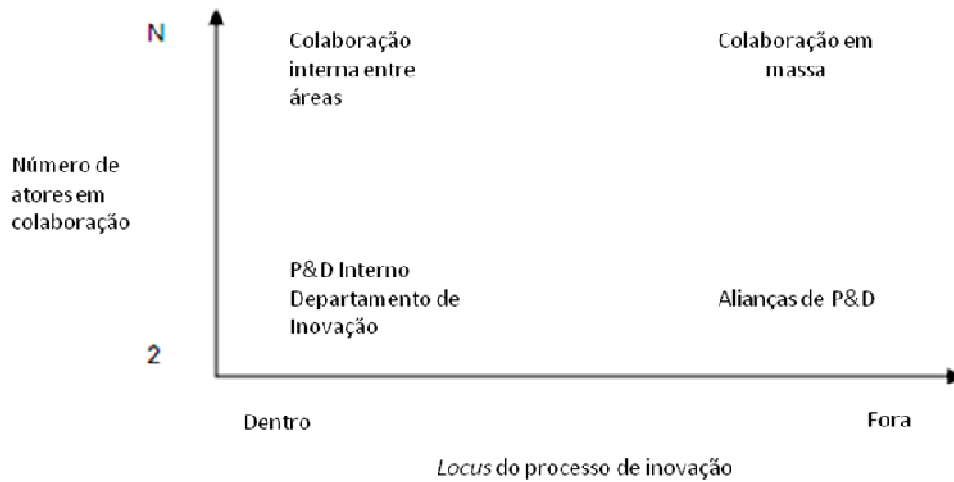 N
Colaboração
interna entre
áreas
Colaboração em
massa
Número de
atores em
colaboração
P&D Interno
Departamento de
Inovação
Alianças de P&D
2
Dentro
Fora
Locus do processo de inovação